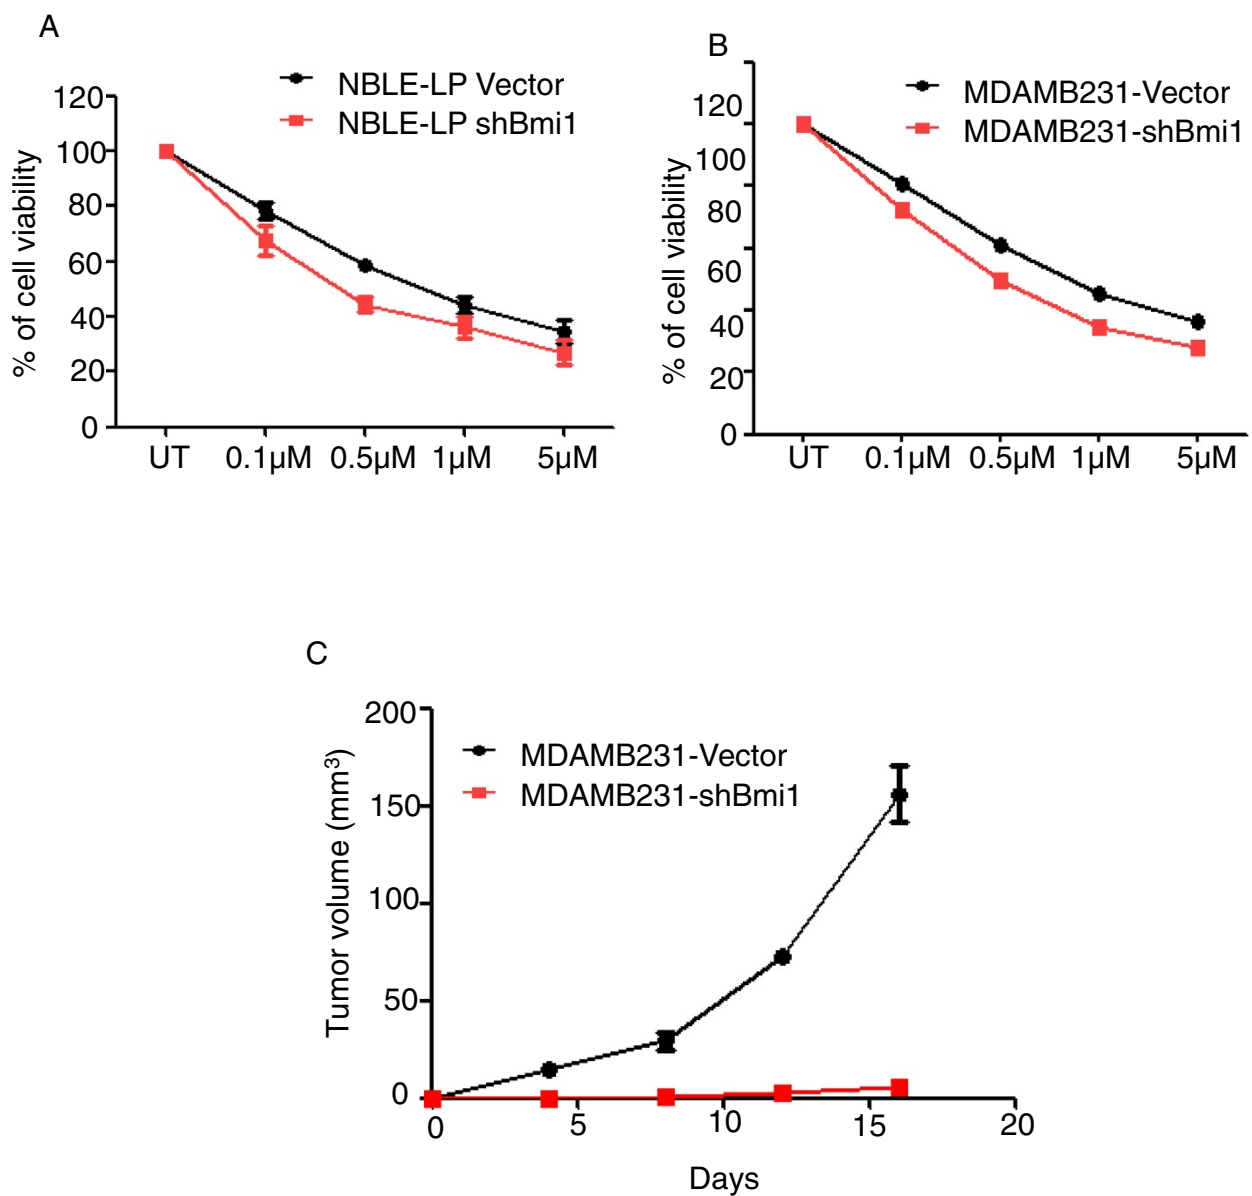 A
NBLE-LP Vector
NBLE-LP shBmi1
% of cell viability
120
100
80
60
40
20
0
UT 0.1µM 0.5µM 1µM 5µM
B
MDAMB231-Vector
MDAMB231-shBmi1
% of cell viability
120
100
80
60
40
20
0
UT 0.1µM 0.5µM 1µM 5µM
C
MDAMB231-Vector
MDAMB231-shBmi1
Tumor volume (mm³)
200
150
100
50
0
0 5 10 15 20
Days